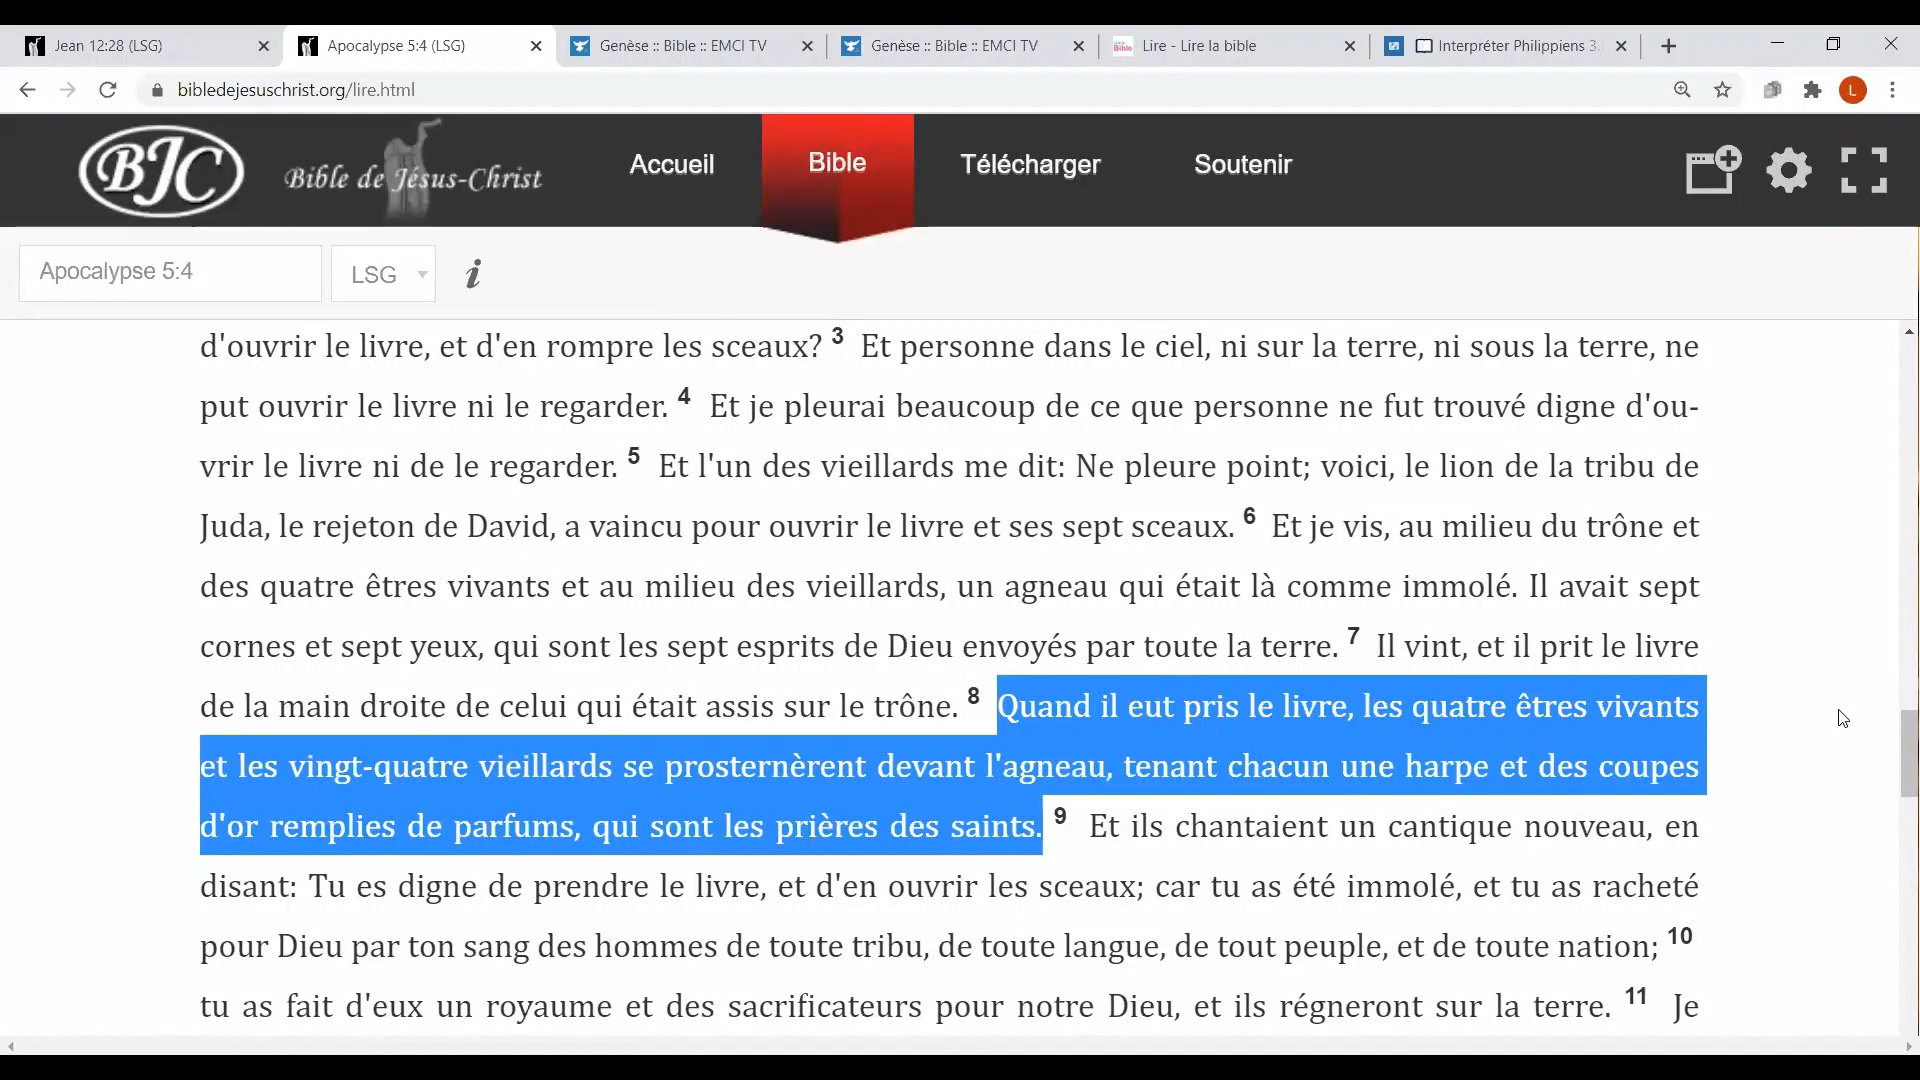 Jean 12:28 (LSG)
Apocalypse 5:4 (LSG)
Genèse :: Bible :: EMCI TV
Genèse :: Bible :: EMCI TV
Lire - Lire la bible
Interpréter Philippiens 3.
bibledejesuschrist.org/lire.html
L
BJC
Bible de Jésus-Christ
Accueil
Bible
Télécharger
Soutenir
Apocalypse 5:4
LSG
i
d'ouvrir le livre, et d'en rompre les sceaux? 3 Et personne dans le ciel, ni sur la terre, ni sous la terre, ne
put ouvrir le livre ni le regarder. 4 Et je pleurai beaucoup de ce que personne ne fut trouvé digne d'ou-
vrir le livre ni de le regarder. 5 Et l'un des vieillards me dit: Ne pleure point; voici, le lion de la tribu de
Juda, le rejeton de David, a vaincu pour ouvrir le livre et ses sept sceaux. 6 Et je vis, au milieu du trône et
des quatre êtres vivants et au milieu des vieillards, un agneau qui était là comme immolé. Il avait sept
cornes et sept yeux, qui sont les sept esprits de Dieu envoyés par toute la terre. 7 Il vint, et il prit le livre
de la main droite de celui qui était assis sur le trône. 8 Quand il eut pris le livre, les quatre êtres vivants
et les vingt-quatre vieillards se prosternèrent devant l'agneau, tenant chacun une harpe et des coupes
d'or remplies de parfums, qui sont les prières des saints. 9 Et ils chantaient un cantique nouveau, en
disant: Tu es digne de prendre le livre, et d'en ouvrir les sceaux; car tu as été immolé, et tu as racheté
pour Dieu par ton sang des hommes de toute tribu, de toute langue, de tout peuple, et de toute nation; 10
tu as fait d'eux un royaume et des sacrificateurs pour notre Dieu, et ils régneront sur la terre. 11 Je